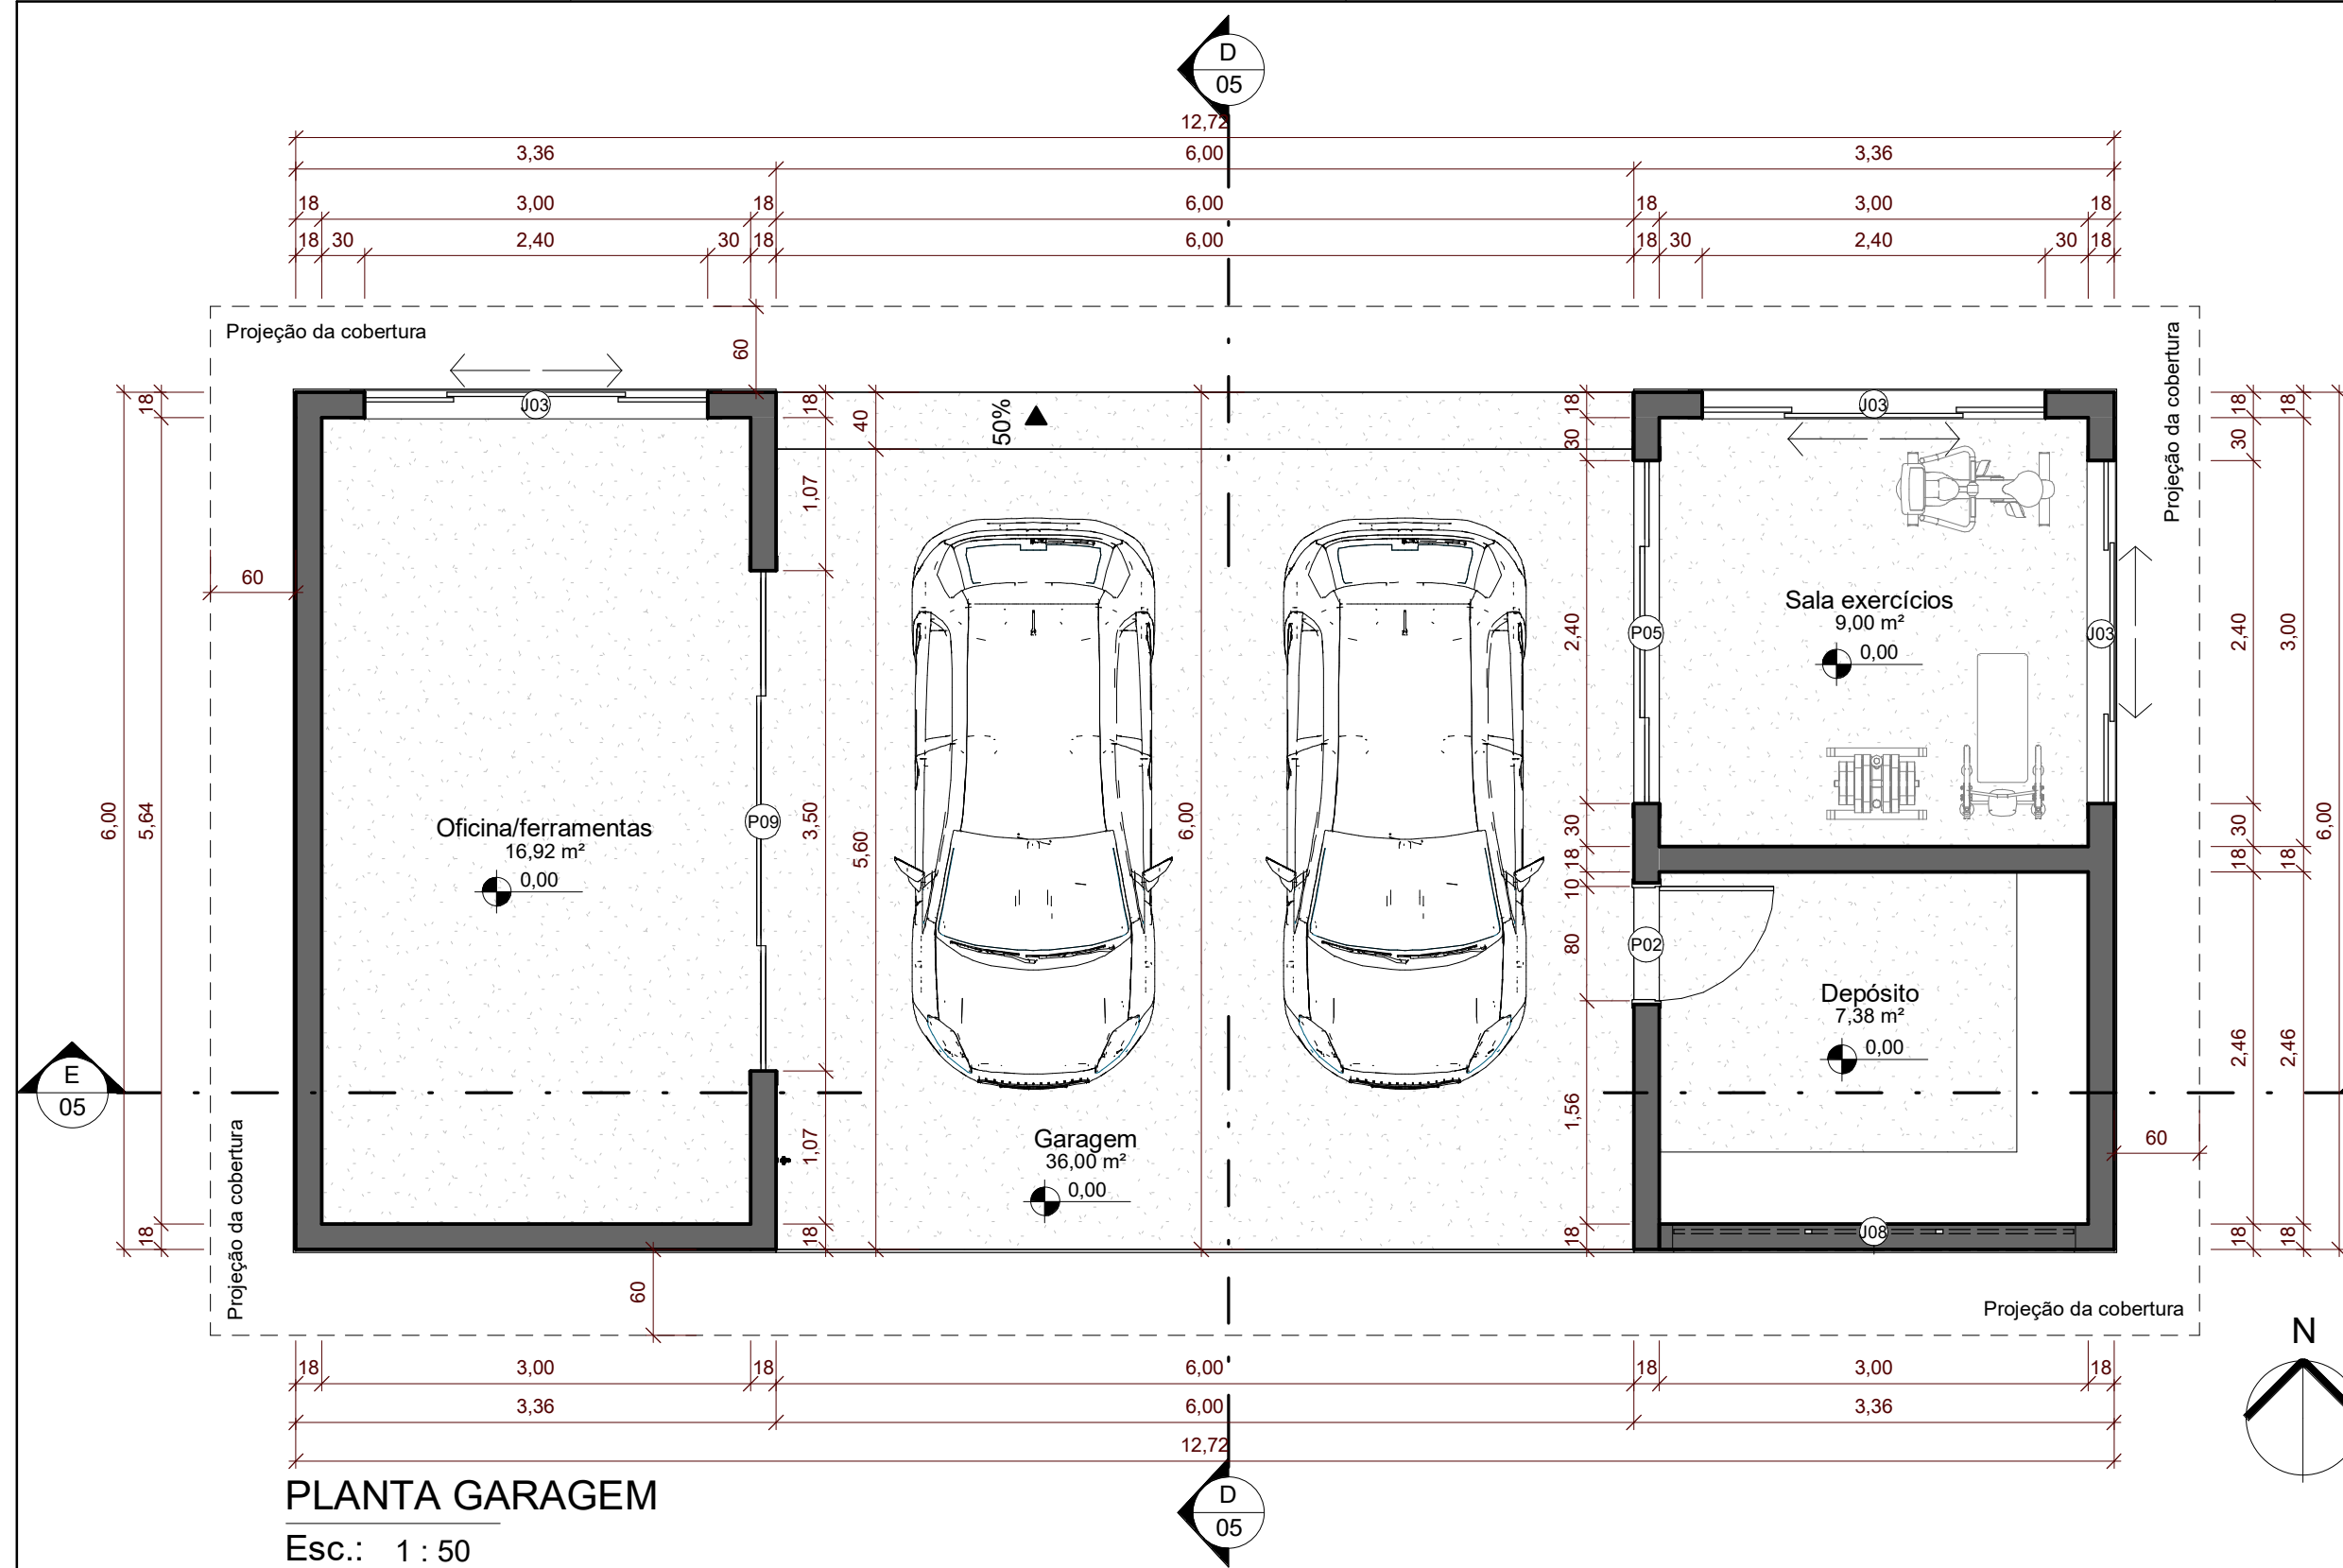 D
05
12,72
3,36 6,00 3,36
18 3,00 18 6,00 18 3,00 18
18 30 2,40 30 18 6,00 18 30 2,40 30 18
Projeção da cobertura
Projeção da cobertura
60
18
J03
18
40
50%
18
30
J03
18
30
18
1,07
60
6,00
5,64
Oficina/ferramentas
16,92 m²
0,00
P09
3,50
5,60
6,00
2,40
P05
Sala exercícios
9,00 m²
0,00
J03
2,40
3,00
6,00
30
18
10
80
P02
30
18
18
Depósito
7,38 m²
0,00
2,46
2,46
E
05
Projeção da cobertura
18
1,07
18
Garagem
36,00 m²
0,00
1,56
18
J08
60
18
18
60
Projeção da cobertura
N
18 3,00 18 6,00 18 3,00 18
3,36 6,00 3,36
12,72
PLANTA GARAGEM
Esc.: 1 : 50
D
05